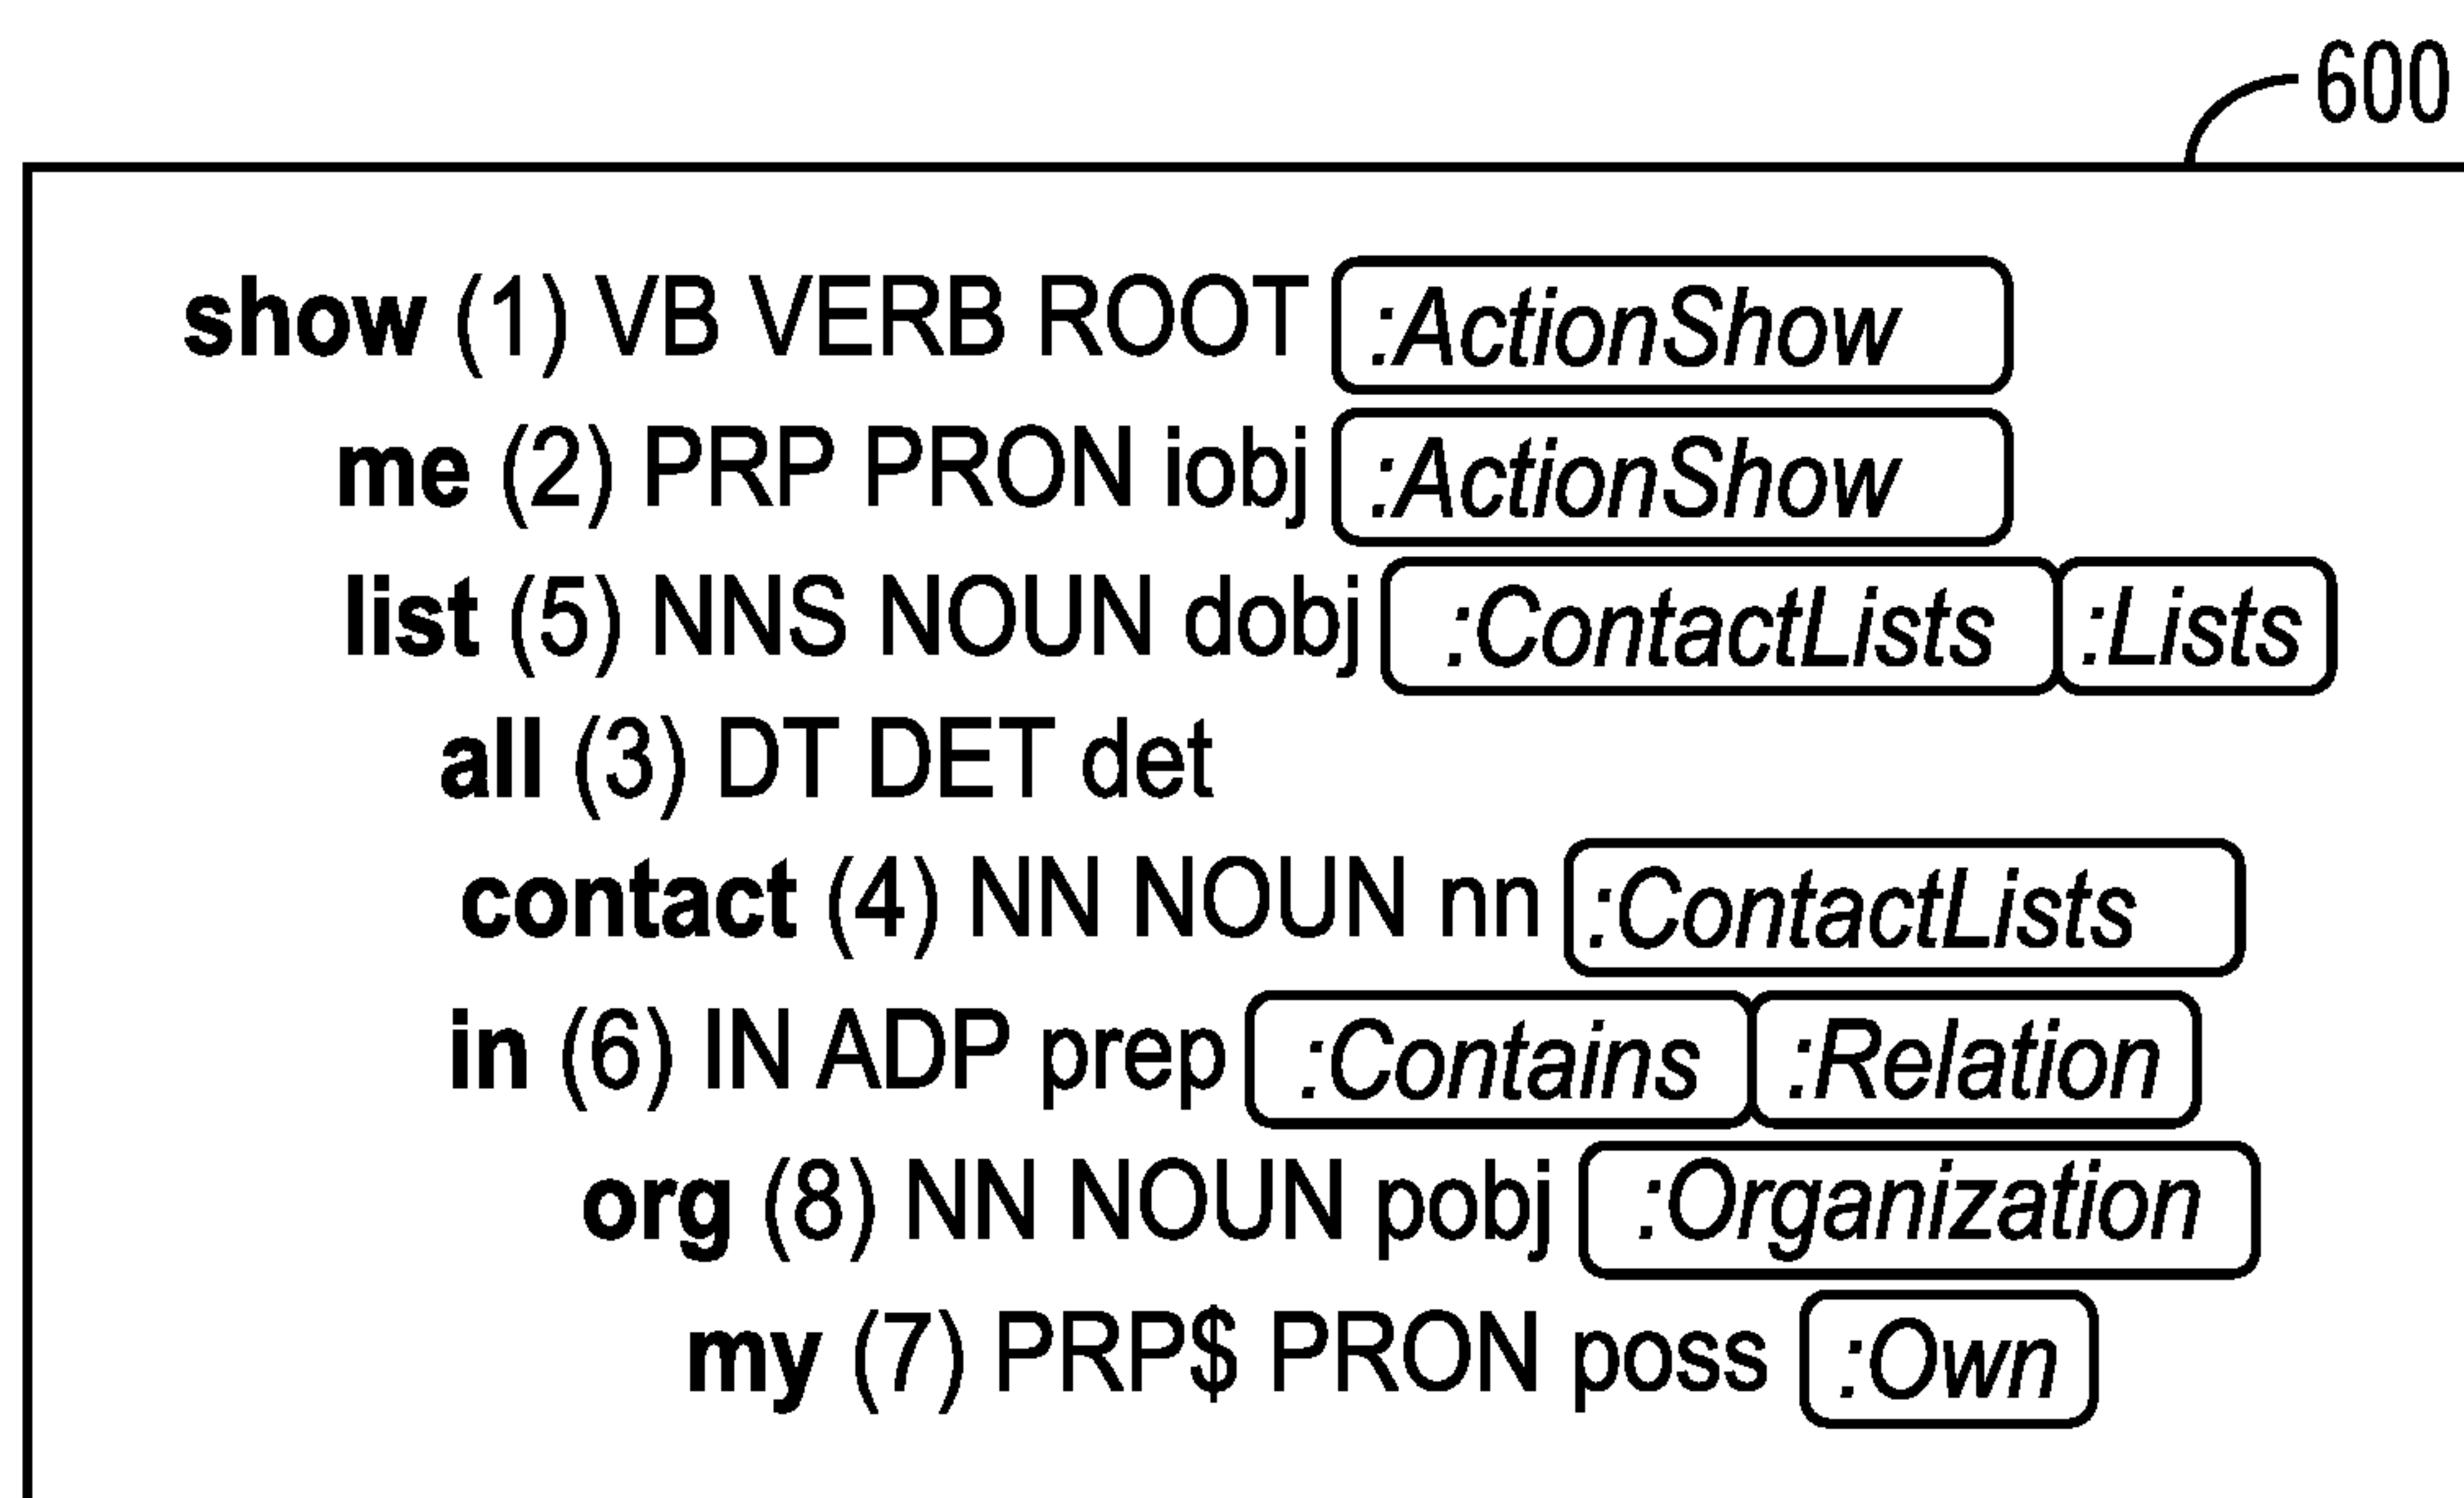 600
show (1) VB VERB ROOT :ActionShow
me (2) PRP PRON iobj :ActionShow
list (5) NNS NOUN dobj :ContactLists :Lists
all (3) DT DET det
contact (4) NN NOUN nn :ContactLists
in (6) IN ADP prep :Contains :Relation
org (8) NN NOUN pobj :Organization
my (7) PRP$ PRON poss :Own